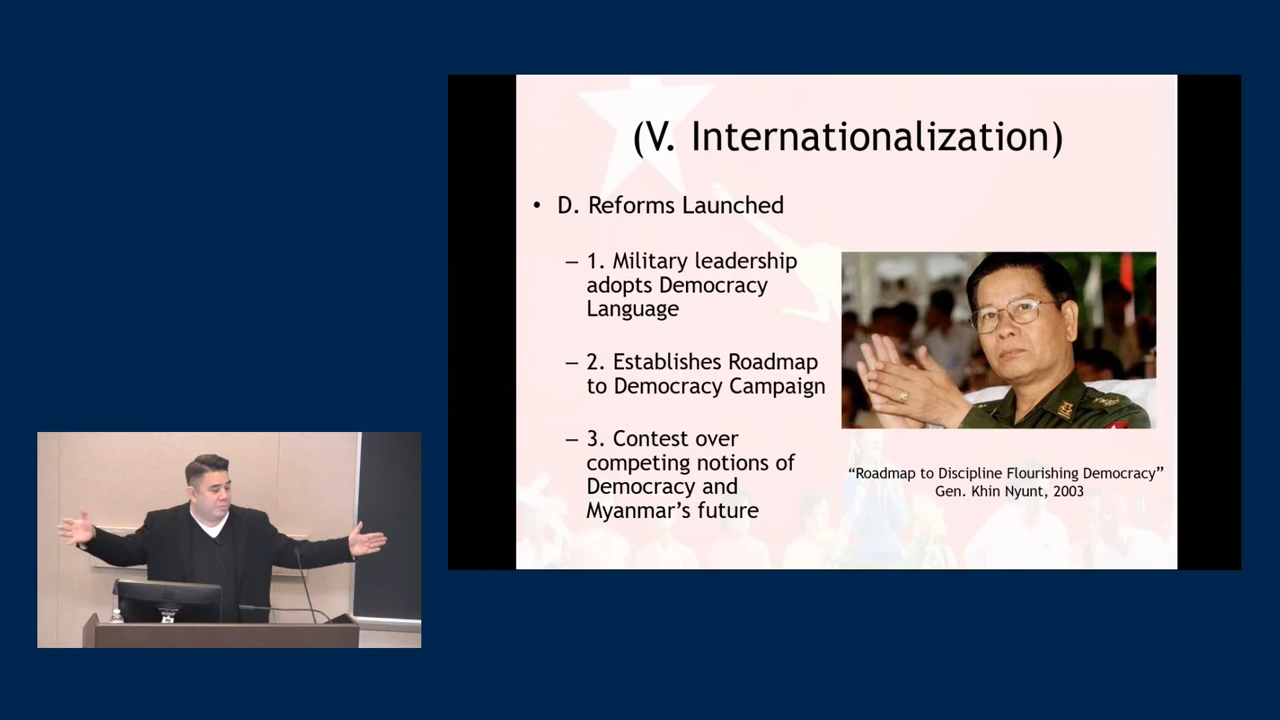 (V. Internationalization)
• D. Reforms Launched
– 1. Military leadership
adopts Democracy
Language
– 2. Establishes Roadmap
to Democracy Campaign
– 3. Contest over
competing notions of
Democracy and
Myanmar’s future
“Roadmap to Discipline Flourishing Democracy”
Gen. Khin Nyunt, 2003